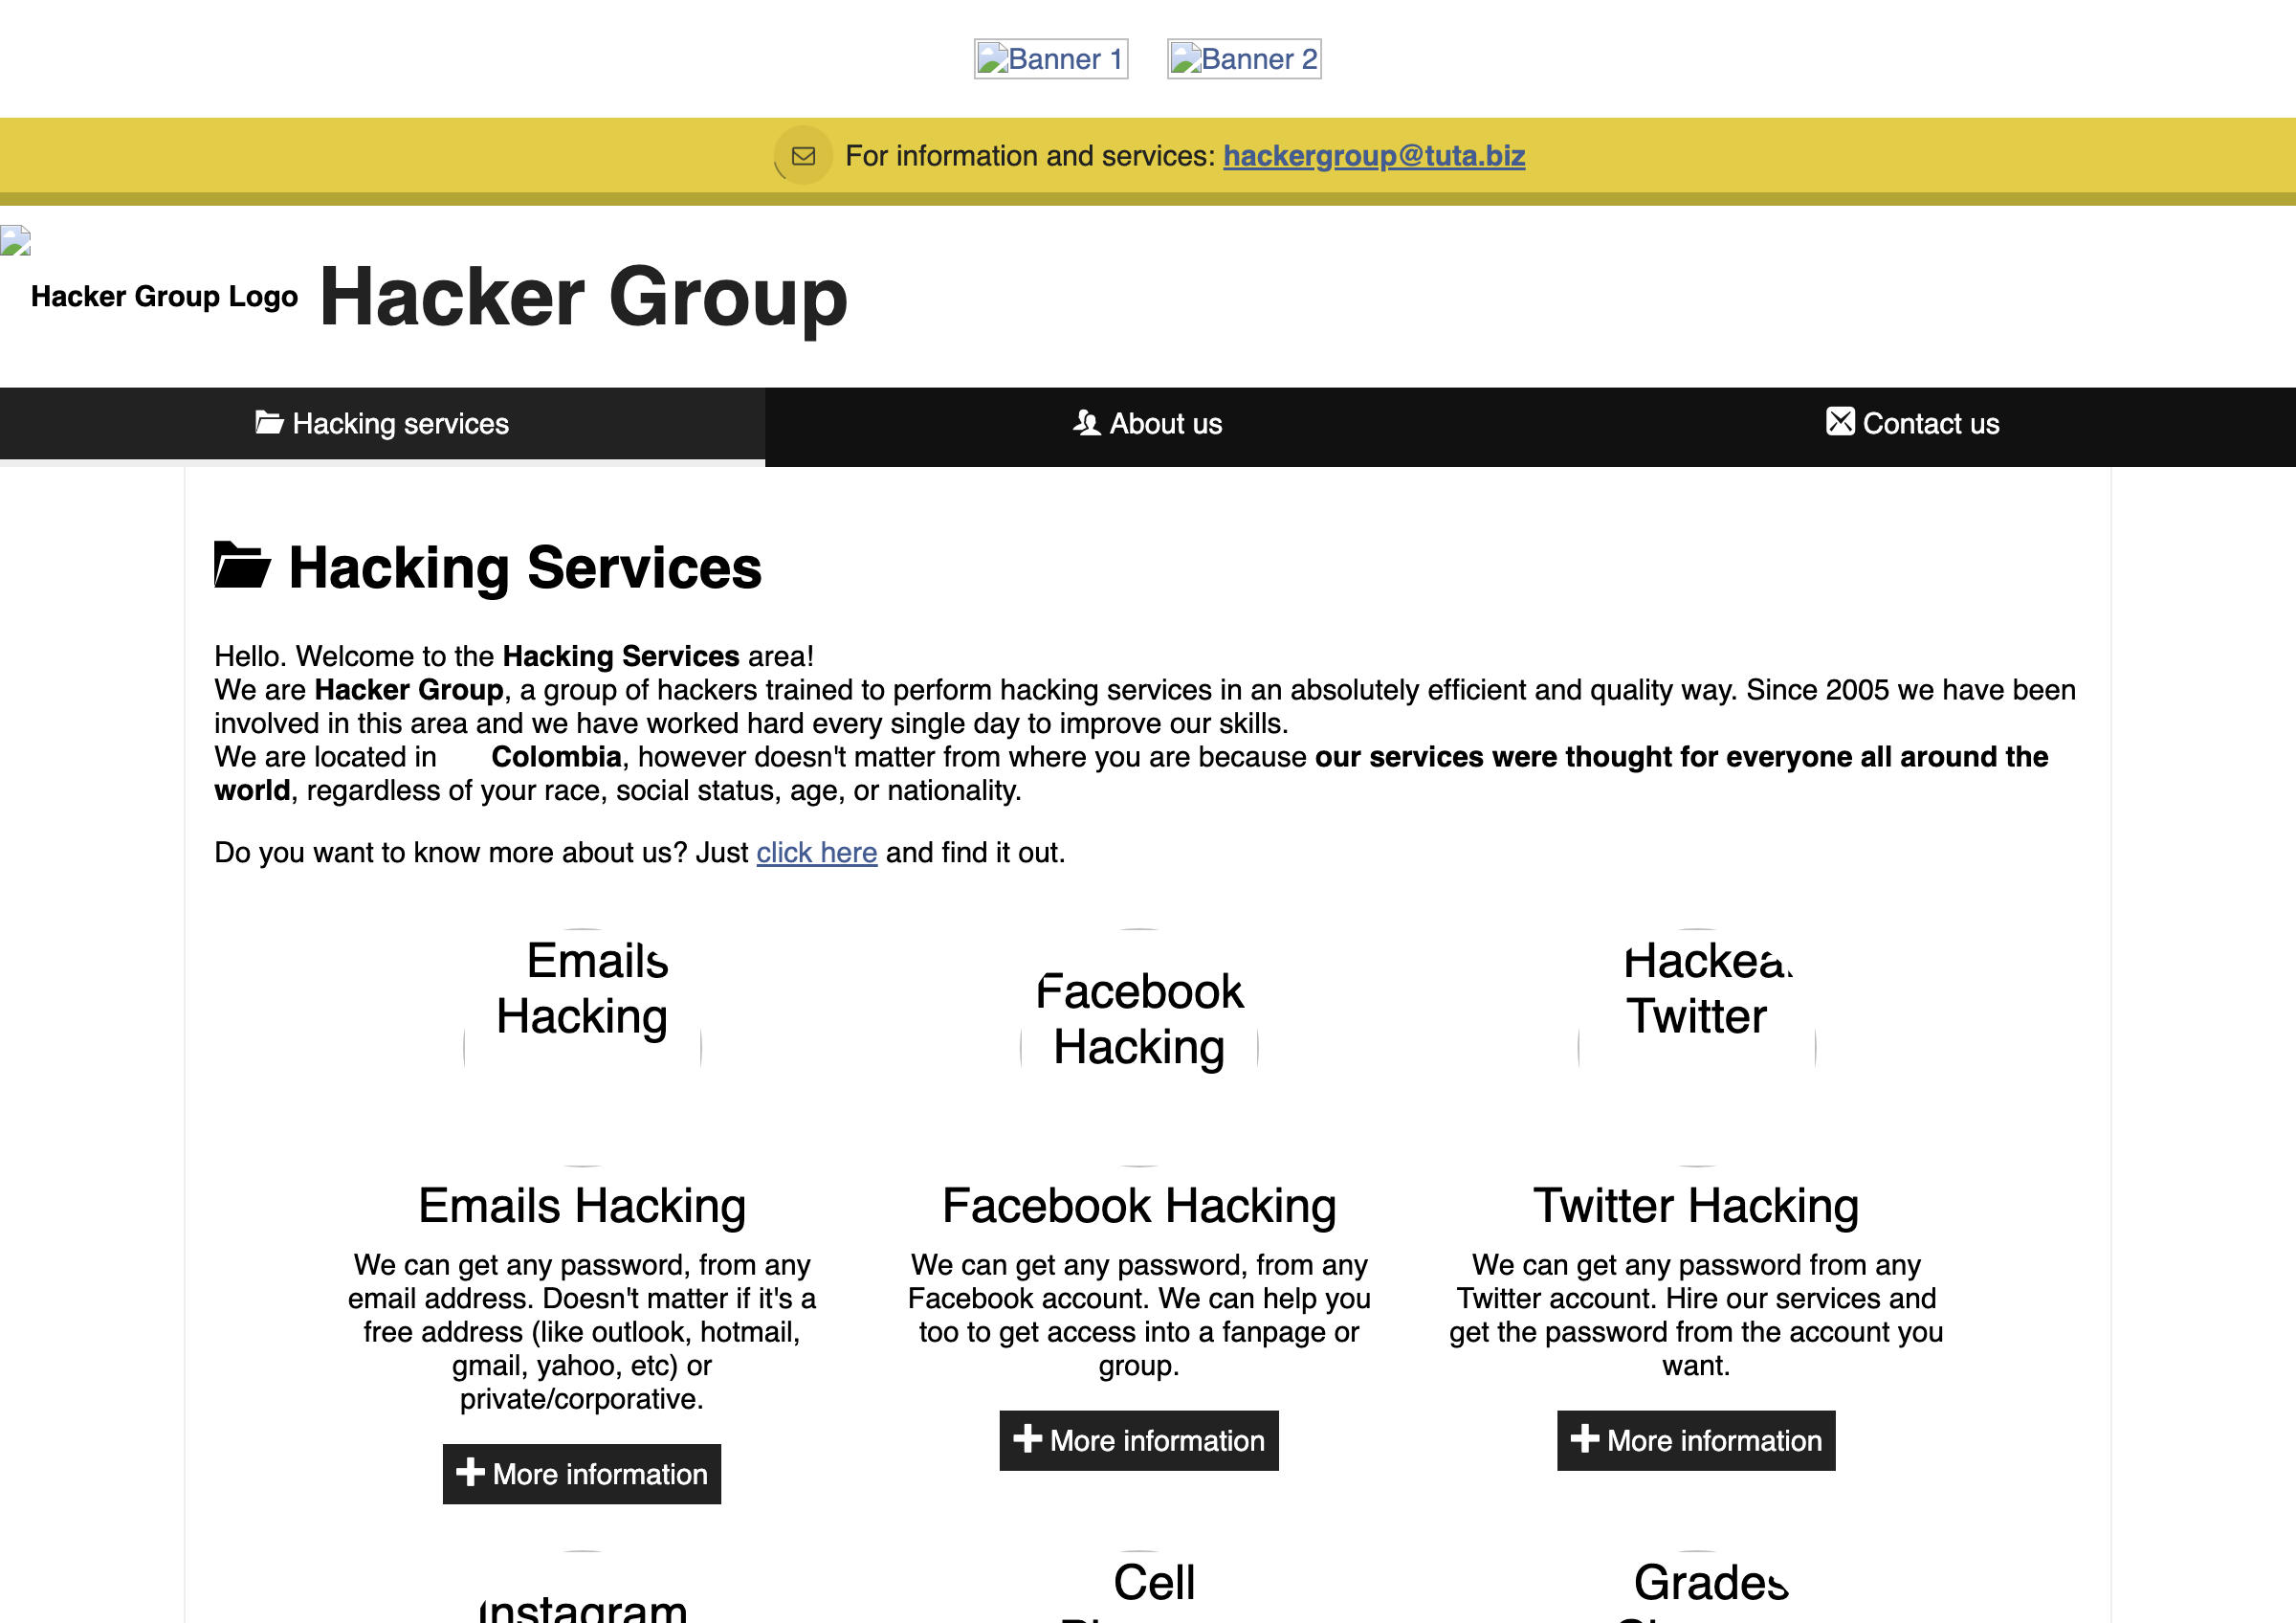 Banner 1 Banner 2
For information and services: hackergroup@tuta.biz
Hacker Group Logo Hacker Group
Hacking services About us Contact us
Hacking Services
Hello. Welcome to the Hacking Services area!
We are Hacker Group, a group of hackers trained to perform hacking services in an absolutely efficient and quality way. Since 2005 we have been
involved in this area and we have worked hard every single day to improve our skills.
We are located in Colombia, however doesn't matter from where you are because our services were thought for everyone all around the
world, regardless of your race, social status, age, or nationality.
Do you want to know more about us? Just click here and find it out.
Emails
Hacking
Facebook
Hacking
Hackear
Twitter
Emails Hacking
We can get any password, from any
email address. Doesn't matter if it's a
free address (like outlook, hotmail,
gmail, yahoo, etc) or
private/corporative.
More information
Facebook Hacking
We can get any password, from any
Facebook account. We can help you
too to get access into a fanpage or
group.
More information
Twitter Hacking
We can get any password from any
Twitter account. Hire our services and
get the password from the account you
want.
More information
Instagram
Cell
Grades